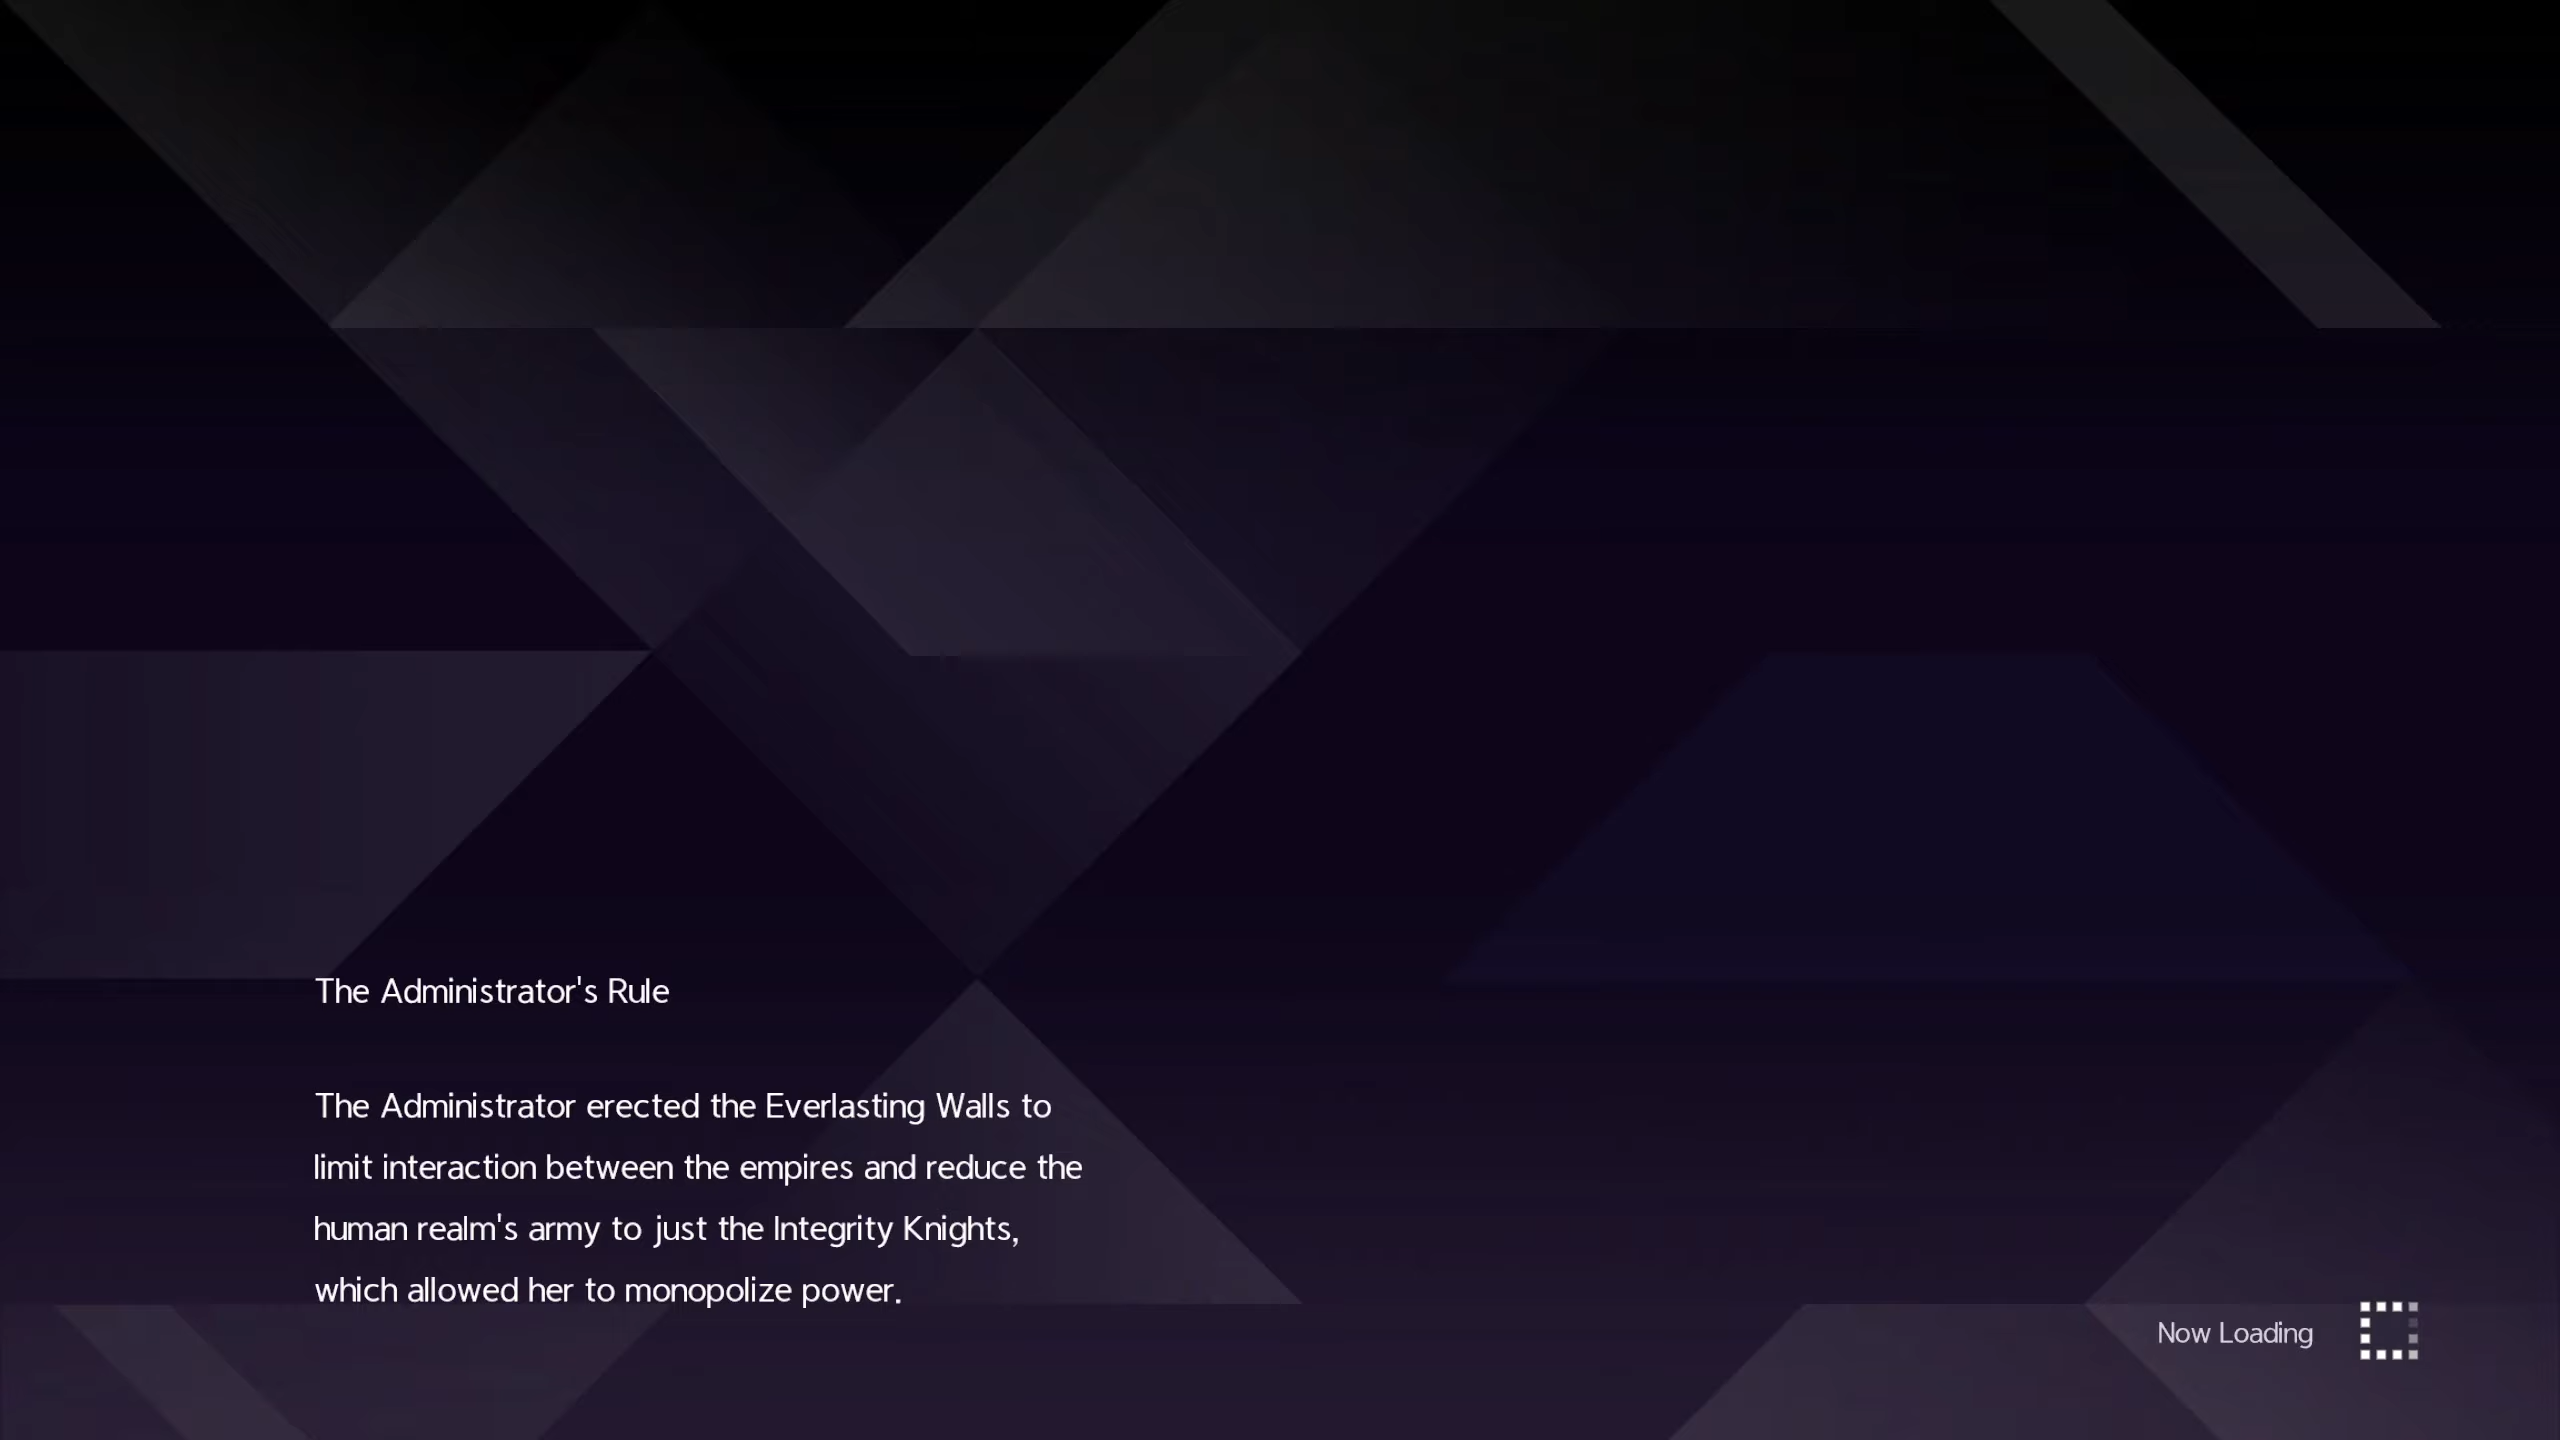 The Administrator's Rule
The Administrator erected the Everlasting Walls to
limit interaction between the empires and reduce the
human realm's army to just the Integrity Knights,
which allowed her to monopolize power.
Now Loading